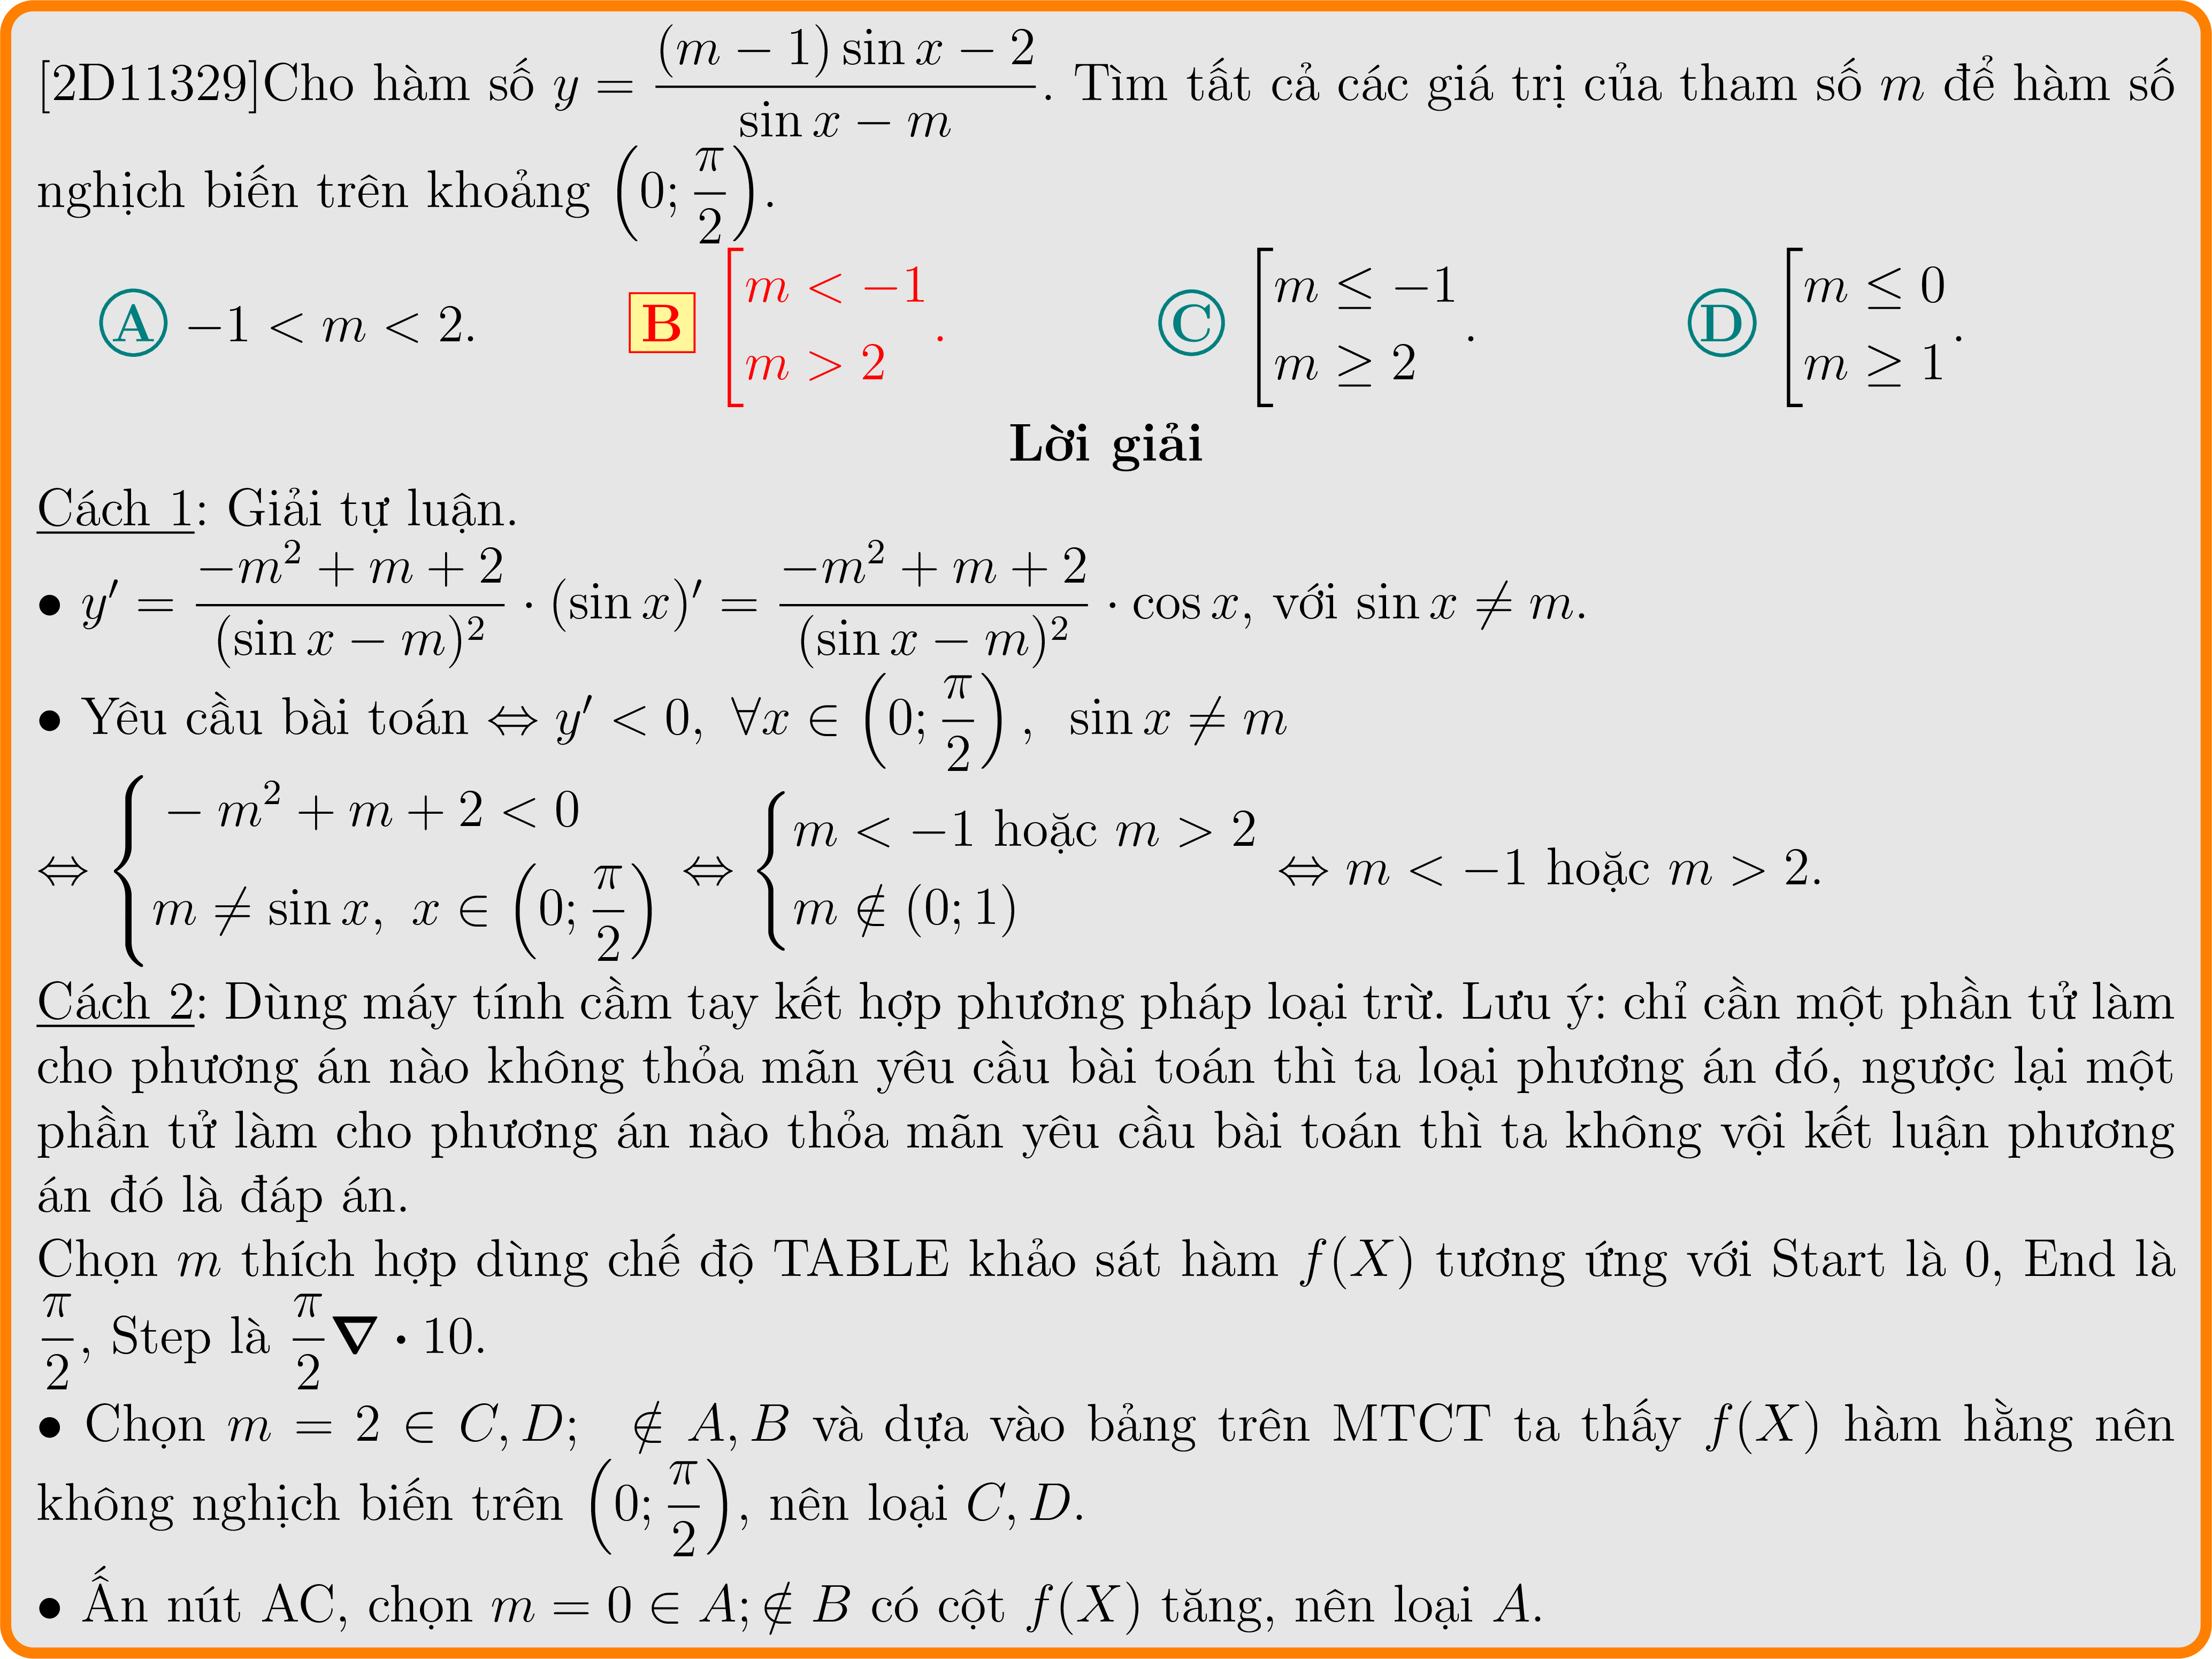 [2D11329]Cho hàm số $y = \dfrac{(m-1)\sin x - 2}{\sin x - m}$. Tìm tất cả các giá trị của tham số $m$ để hàm số
nghịch biến trên khoảng $\left(0; \dfrac{\pi}{2}\right)$.
A $-1 < m < 2$. B $\left[\begin{array}{l} m < -1 \\ m > 2 \end{array}\right.$. C $\left[\begin{array}{l} m \leq -1 \\ m \geq 2 \end{array}\right.$. D $\left[\begin{array}{l} m \leq 0 \\ m \geq 1 \end{array}\right.$.
Lời giải
Cách 1: Giải tự luận.
• $y' = \dfrac{-m^2 + m + 2}{(\sin x - m)^2} \cdot (\sin x)' = \dfrac{-m^2 + m + 2}{(\sin x - m)^2} \cdot \cos x$, với $\sin x \neq m$.
• Yêu cầu bài toán $\Leftrightarrow y' < 0, \ \forall x \in \left(0; \dfrac{\pi}{2}\right), \ \sin x \neq m$
$\Leftrightarrow \begin{cases} -m^2 + m + 2 < 0 \\ m \neq \sin x, \ x \in \left(0; \dfrac{\pi}{2}\right) \end{cases} \Leftrightarrow \begin{cases} m < -1 \text{ hoặc } m > 2 \\ m \notin (0; 1) \end{cases} \Leftrightarrow m < -1 \text{ hoặc } m > 2.$
Cách 2: Dùng máy tính cầm tay kết hợp phương pháp loại trừ. Lưu ý: chỉ cần một phần tử làm
cho phương án nào không thỏa mãn yêu cầu bài toán thì ta loại phương án đó, ngược lại một
phần tử làm cho phương án nào thỏa mãn yêu cầu bài toán thì ta không vội kết luận phương
án đó là đáp án.
Chọn $m$ thích hợp dùng chế độ TABLE khảo sát hàm $f(X)$ tương ứng với Start là 0, End là
$\dfrac{\pi}{2}$, Step là $\dfrac{\pi}{2} \nabla \cdot 10$.
• Chọn $m = 2 \in C, D; \ \notin A, B$ và dựa vào bảng trên MTCT ta thấy $f(X)$ hàm hằng nên
không nghịch biến trên $\left(0; \dfrac{\pi}{2}\right)$, nên loại $C, D$.
• Ấn nút AC, chọn $m = 0 \in A; \notin B$ có cột $f(X)$ tăng, nên loại $A$.